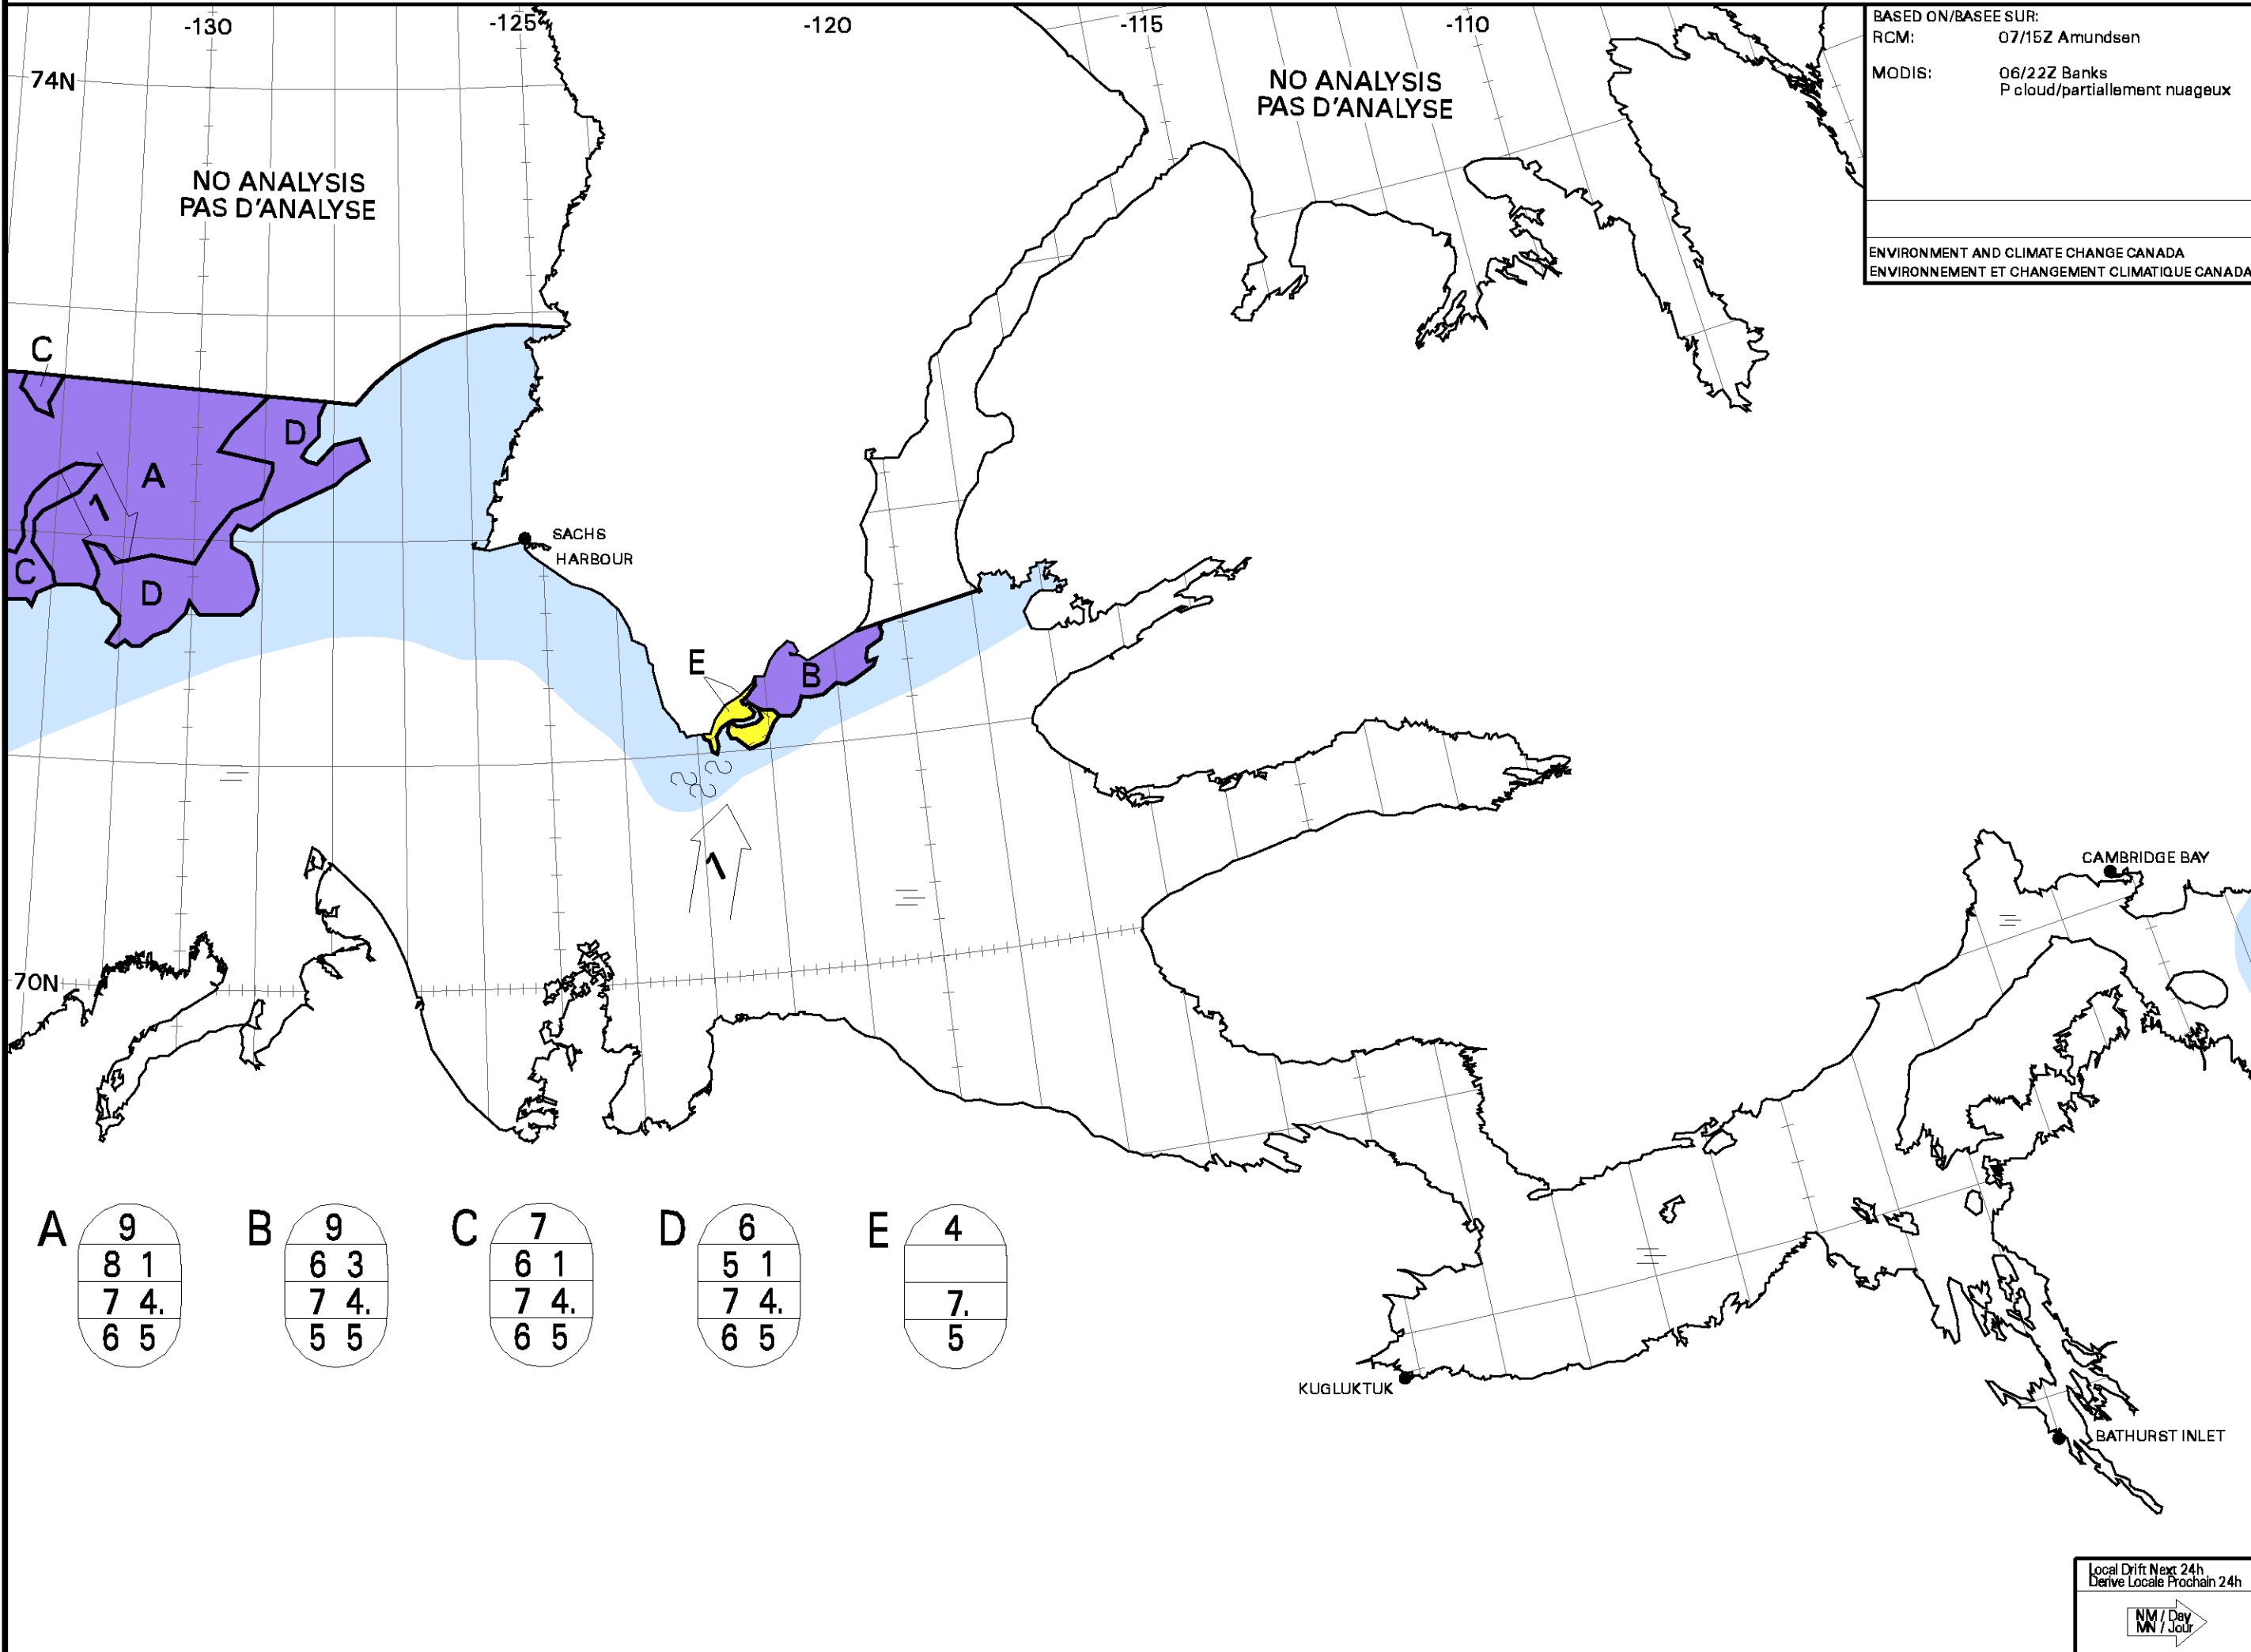 -130
-125
-120
-115
-110
74N
70N
NO ANALYSIS
PAS D'ANALYSE
NO ANALYSIS
PAS D'ANALYSE
BASED ON/BASEE SUR:
RCM: 07/15Z Amundsen
MODIS: 06/22Z Banks
P cloud/partiallement nuageux
ENVIRONMENT AND CLIMATE CHANGE CANADA
ENVIRONNEMENT ET CHANGEMENT CLIMATIQUE CANADA
C
D
A
1
C
D
SACHS
HARBOUR
E
B
1
CAMBRIDGE BAY
KUGLUKTUK
BATHURST INLET
A
9
8 1
7 4.
6 5
B
9
6 3
7 4.
5 5
C
7
6 1
7 4.
6 5
D
6
5 1
7 4.
6 5
E
4
7.
5
Local Drift Next 24h
Derive Locale Prochain 24h
NM / Day
MN / Jour